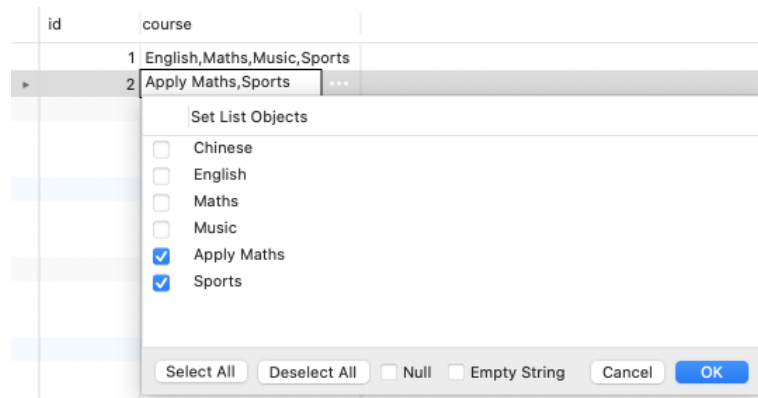 id course
1 English,Maths,Music,Sports
2 Apply Maths,Sports
Set List Objects
Chinese
English
Maths
Music
Apply Maths
Sports
Select All Deselect All Null Empty String Cancel OK